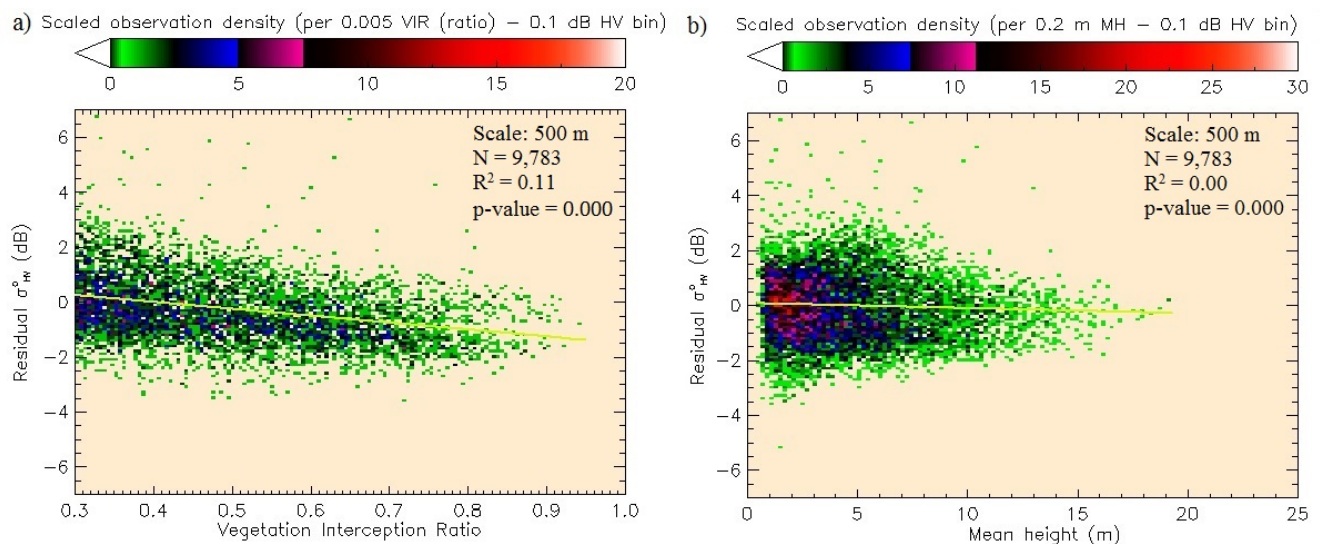 a) Scaled observation density (per 0.005 VIR (ratio) – 0.1 dB HV bin)
0 5 10 15 20
6
4
2
0
−2
−4
−6
Residual σ°HV (dB)
Scale: 500 m
N = 9,783
R² = 0.11
p-value = 0.000
0.3 0.4 0.5 0.6 0.7 0.8 0.9 1.0
Vegetation Interception Ratio
b) Scaled observation density (per 0.2 m MH – 0.1 dB HV bin)
0 5 10 15 20 25 30
6
4
2
0
−2
−4
−6
Residual σ°HV (dB)
Scale: 500 m
N = 9,783
R² = 0.00
p-value = 0.000
0 5 10 15 20 25
Mean height (m)